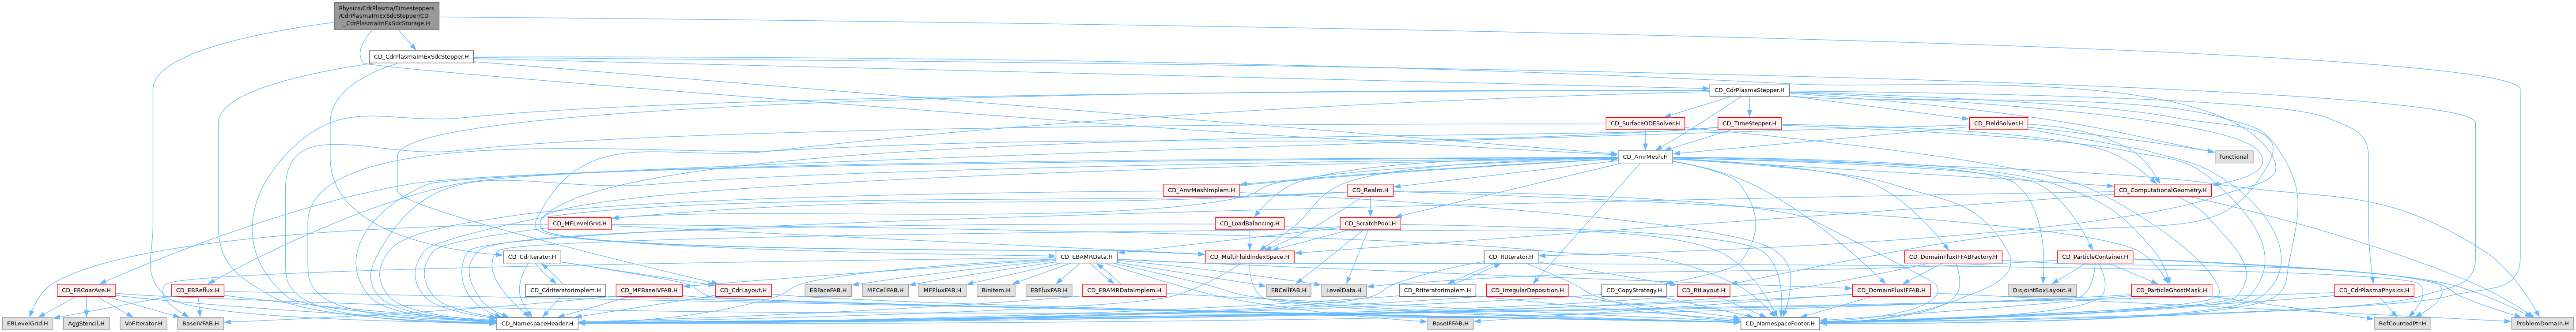 Physics/CdrPlasma/Timesteppers
/CdrPlasmaImExSdcStepper/CD
_CdrPlasmaImExSdcStorage.H
CD_CdrPlasmaImExSdcStepper.H
CD_CdrPlasmaStepper.H
CD_SurfaceODESolver.H
CD_TimeStepper.H
CD_FieldSolver.H
CD_AmrMesh.H
functional
CD_AmrMeshImplem.H
CD_Realm.H
CD_ComputationalGeometry.H
CD_MFLevelGrid.H
CD_LoadBalancing.H
CD_ScratchPool.H
CD_CdrIterator.H
CD_EBAMRData.H
CD_MultiFluidIndexSpace.H
CD_RtIterator.H
CD_DomainFluxIFFABFactory.H
CD_ParticleContainer.H
CD_EBCoarAve.H
CD_EBReflux.H
CD_CdrIteratorImplem.H
CD_MFBaseIVFAB.H
CD_CdrLayout.H
EBFaceFAB.H
MFCellFAB.H
MFFluxFAB.H
BinItem.H
EBFluxFAB.H
CD_EBAMRDataImplem.H
EBCellFAB.H
LevelData.H
CD_RtIteratorImplem.H
CD_IrregularDeposition.H
CD_CopyStrategy.H
CD_RtLayout.H
CD_DomainFluxIFFAB.H
DisjointBoxLayout.H
CD_ParticleGhostMask.H
CD_CdrPlasmaPhysics.H
EBLevelGrid.H
AggStencil.H
VoFIterator.H
BaseIVFAB.H
CD_NamespaceHeader.H
BaseIFFAB.H
CD_NamespaceFooter.H
RefCountedPtr.H
ProblemDomain.H